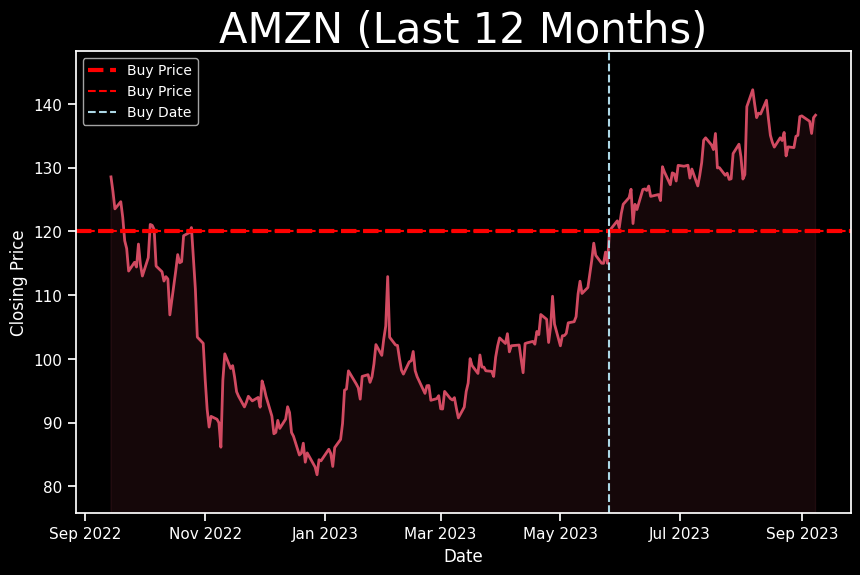 AMZN (Last 12 Months)
Buy Price
Buy Price
Buy Date
Closing Price
140
130
120
110
100
90
80
Sep 2022 Nov 2022 Jan 2023 Mar 2023 May 2023 Jul 2023 Sep 2023
Date